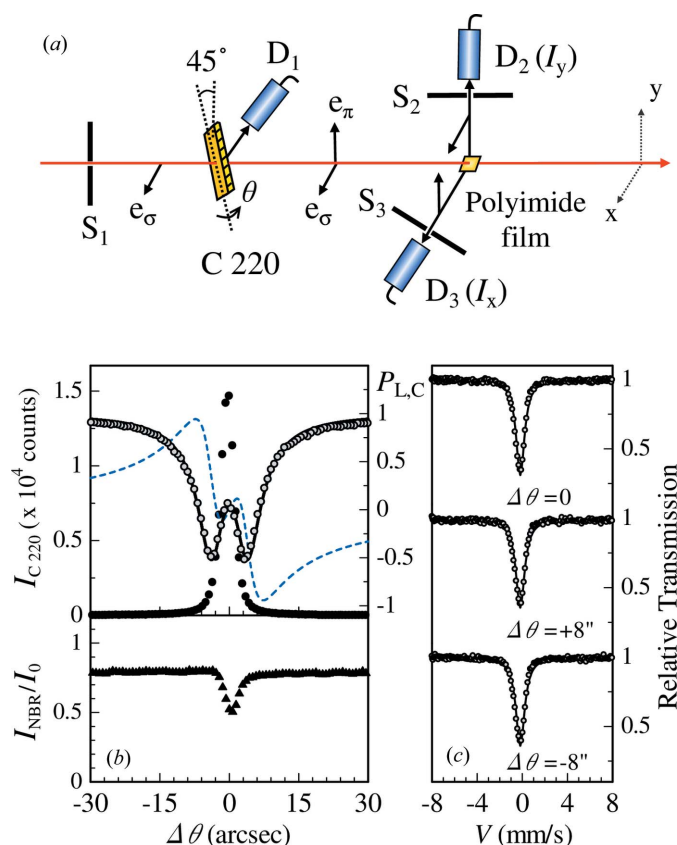 (a)
45°
D₁
D₂ (Iy)
S₂
eπ
y
S₁
eσ
θ
eσ
S₃
Polyimide
film
x
C 220
D₃ (Iₓ)
I_C 220 (x 10⁴ counts)
1.5
1
0.5
0
P_L,C
1
0.5
0
-0.5
-1
I_NBR/I₀
1
0.5
0
(b)
-30 -15 0 15 30
Δθ (arcsec)
1
0.5
Δθ=0
1
0.5
Δθ=+8"
1
0.5
Δθ=-8"
(c)
-8 -4 0 4 8
V (mm/s)
Relative Transmission